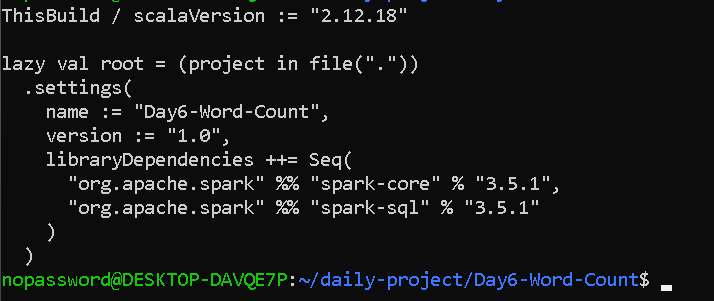 ThisBuild / scalaVersion := "2.12.18"
lazy val root = (project in file("."))
  .settings(
    name := "Day6-Word-Count",
    version := "1.0",
    libraryDependencies ++= Seq(
      "org.apache.spark" %% "spark-core" % "3.5.1",
      "org.apache.spark" %% "spark-sql" % "3.5.1"
    )
  )
nopassword@DESKTOP-DAVQE7P:~/daily-project/Day6-Word-Count$